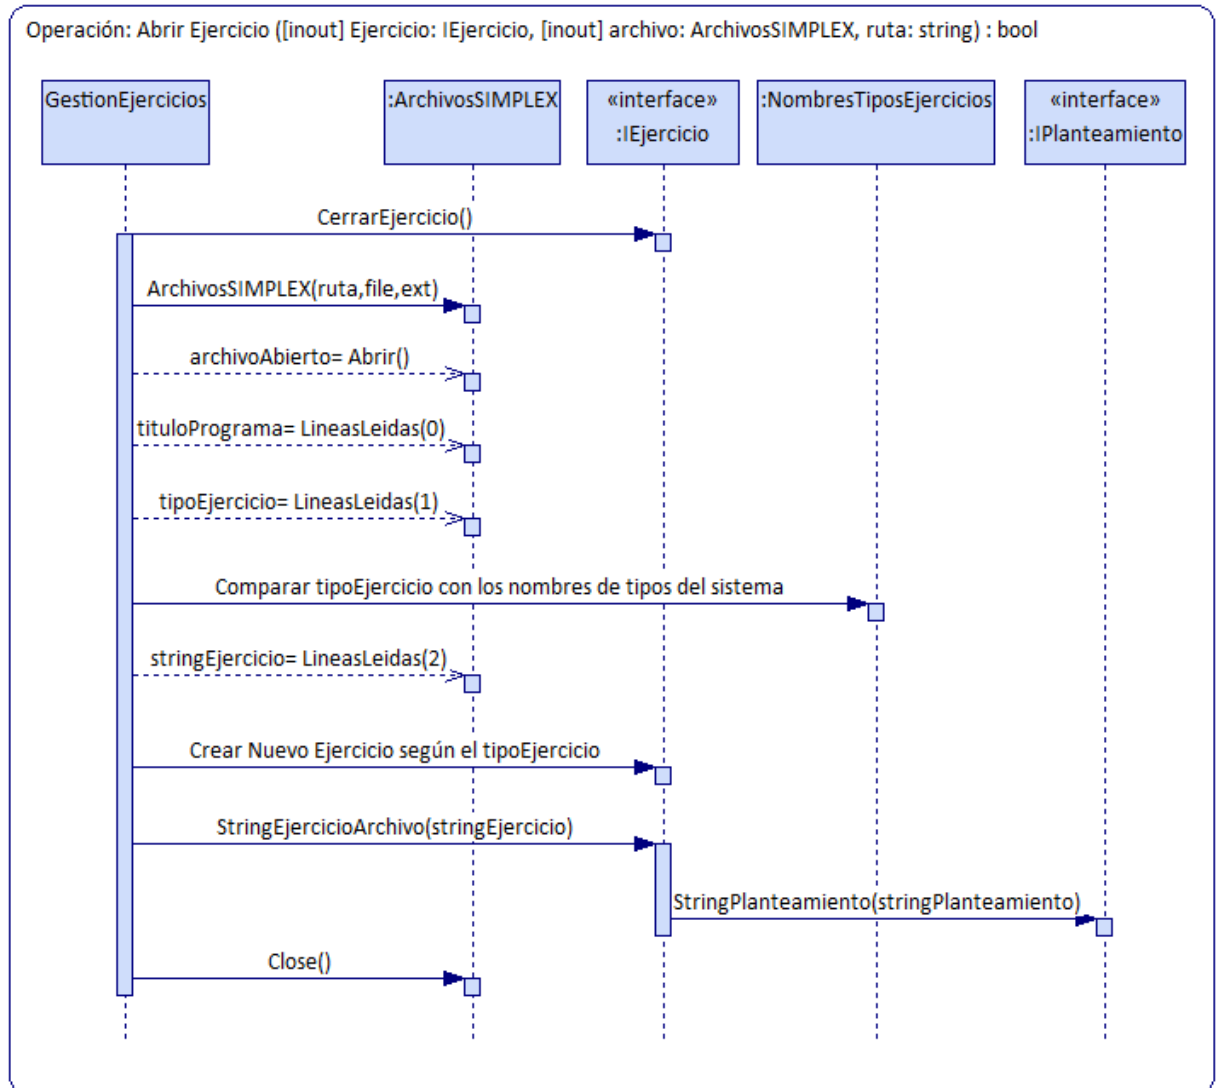 Operación: Abrir Ejercicio ([inout] Ejercicio: IEjercicio, [inout] archivo: ArchivosSIMPLEX, ruta: string) : bool
GestionEjercicios
:ArchivosSIMPLEX
«interface»
:IEjercicio
:NombresTiposEjercicios
«interface»
:IPlanteamiento
CerrarEjercicio()
ArchivosSIMPLEX(ruta,file,ext)
archivoAbierto= Abrir()
tituloPrograma= LineasLeidas(0)
tipoEjercicio= LineasLeidas(1)
Comparar tipoEjercicio con los nombres de tipos del sistema
stringEjercicio= LineasLeidas(2)
Crear Nuevo Ejercicio según el tipoEjercicio
StringEjercicioArchivo(stringEjercicio)
StringPlanteamiento(stringPlanteamiento)
Close()